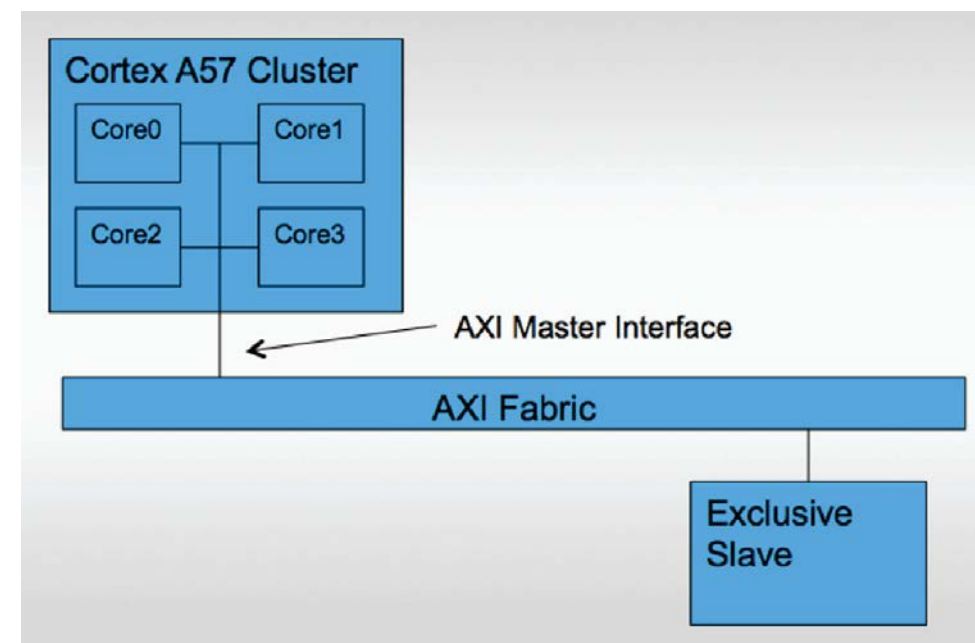 Cortex A57 Cluster
Core0
Core1
Core2
Core3
AXI Master Interface
AXI Fabric
Exclusive
Slave